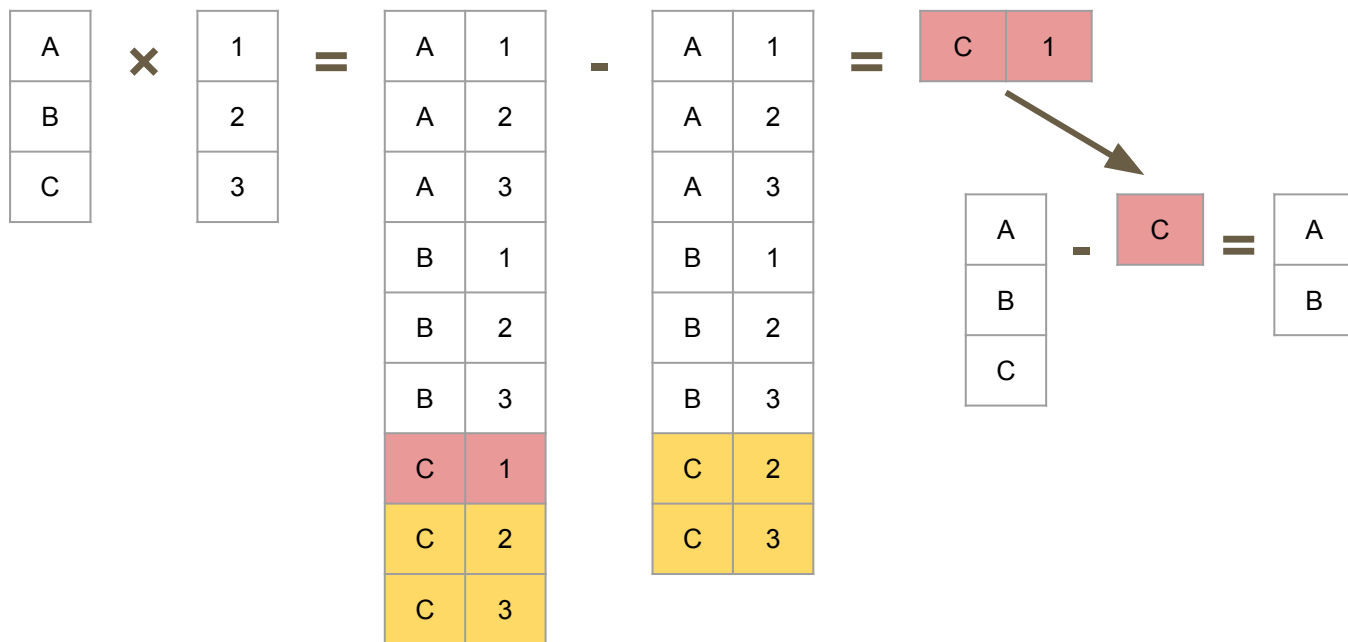 A × 1 = A 1 - A 1 = C 1
B 2 A 2 A 2
C 3 A 3 A 3
A - C = A
B 1 B 1
B B
B 2 B 2
C
B 3 B 3
C 1 C 2
C 2 C 3
C 3